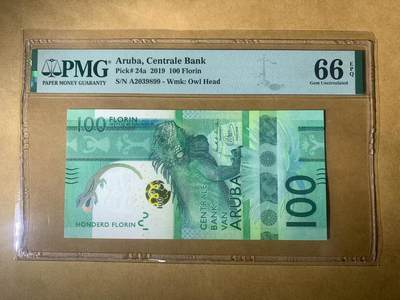 PMG
PAPER MONEY GUARANTY
Aruba, Centrale Bank
Pick# 24a 2019 100 Florin
S/N A2039899 - Wmk: Owl Head
66 EPQ
Gem Uncirculated
100
FLORIN
HONDERD FLORIN
CENTRALE
BANK
VAN
ARUBA
100